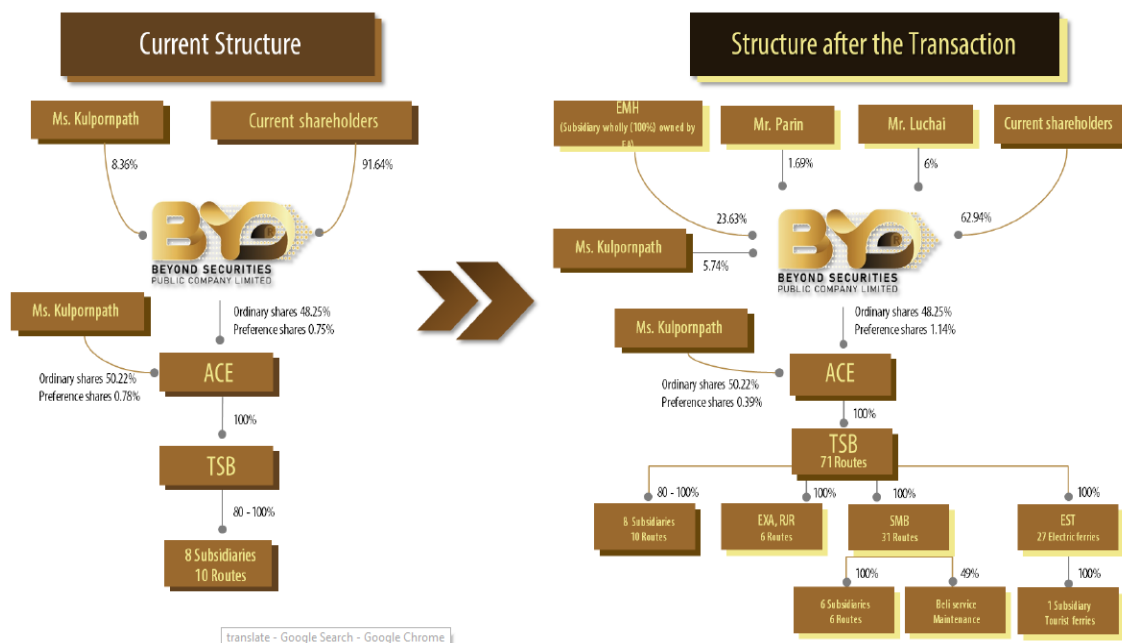 Current Structure
Ms. Kulpornpath
Current shareholders
8.36%
91.64%
BYD
BEYOND SECURITIES
PUBLIC COMPANY LIMITED
Ms. Kulpornpath
Ordinary shares 48.25%
Preference shares 0.75%
Ordinary shares 50.22%
Preference shares 0.78%
ACE
100%
TSB
80 - 100%
8 Subsidiaries
10 Routes
Structure after the Transaction
EMH
(Subsidiary wholly (100%) owned by
EA)
Mr. Parin
Mr. Luchai
Current shareholders
1.69%
6%
23.63%
62.94%
Ms. Kulpornpath
5.74%
BYD
BEYOND SECURITIES
PUBLIC COMPANY LIMITED
Ms. Kulpornpath
Ordinary shares 48.25%
Preference shares 1.14%
Ordinary shares 50.22%
Preference shares 0.39%
ACE
100%
TSB
71 Routes
80 - 100%
100%
100%
100%
8 Subsidiaries
10 Routes
EXA, RJR
6 Routes
SMB
31 Routes
EST
27 Electric ferries
100%
49%
100%
6 Subsidiaries
6 Routes
Beli service
Maintenance
1 Subsidiary
Tourist ferries
translate - Google Search - Google Chrome